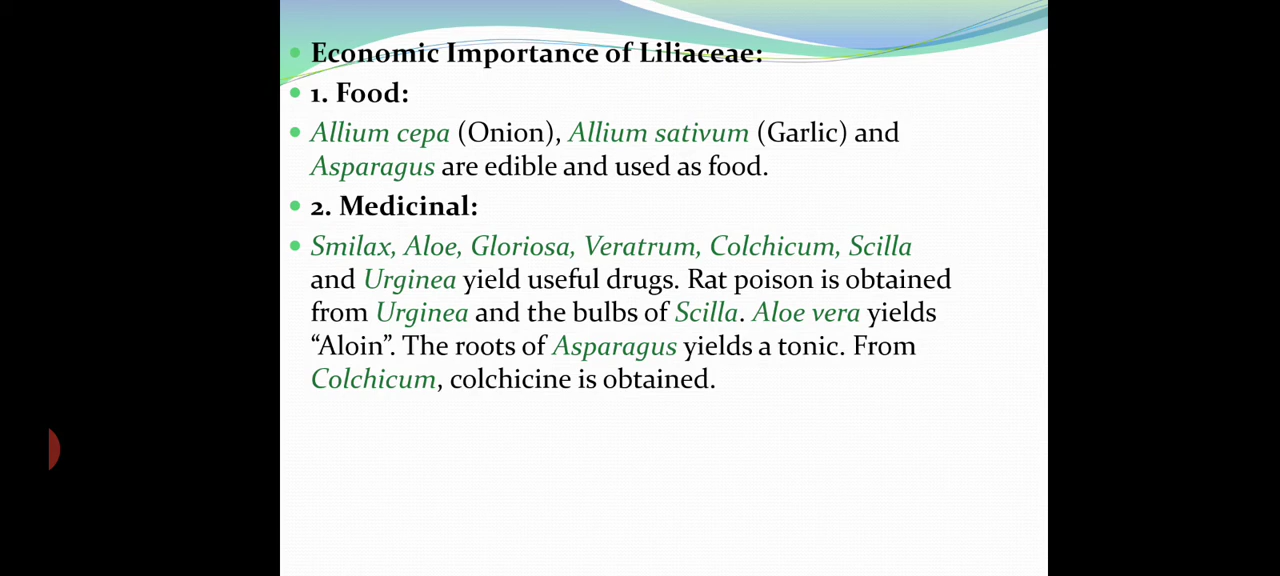 Economic Importance of Liliaceae:
1. Food:
Allium cepa (Onion), Allium sativum (Garlic) and
Asparagus are edible and used as food.
2. Medicinal:
Smilax, Aloe, Gloriosa, Veratrum, Colchicum, Scilla
and Urginea yield useful drugs. Rat poison is obtained
from Urginea and the bulbs of Scilla. Aloe vera yields
“Aloin”. The roots of Asparagus yields a tonic. From
Colchicum, colchicine is obtained.